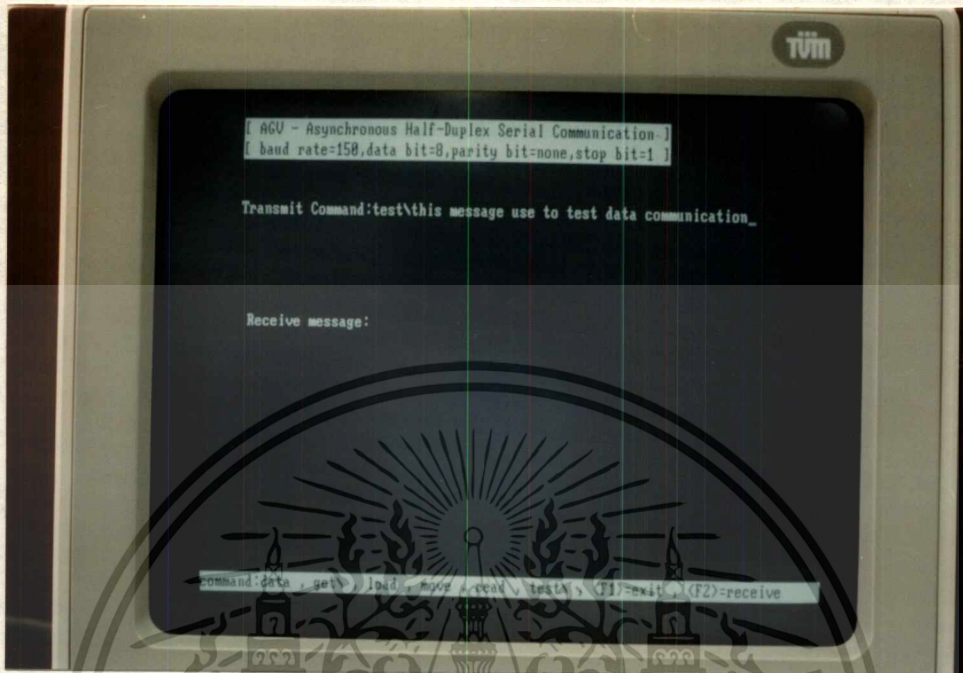 TVM
[ AGV - Asynchronous Half-Duplex Serial Communication ]
[ baud rate=150,data bit=8,parity bit=none,stop bit=1 ]
Transmit Command:test\this message use to test data communication_
Receive message:
command:data , get\ , load , move , read , test\ , <F1>=exit , <F2>=receive